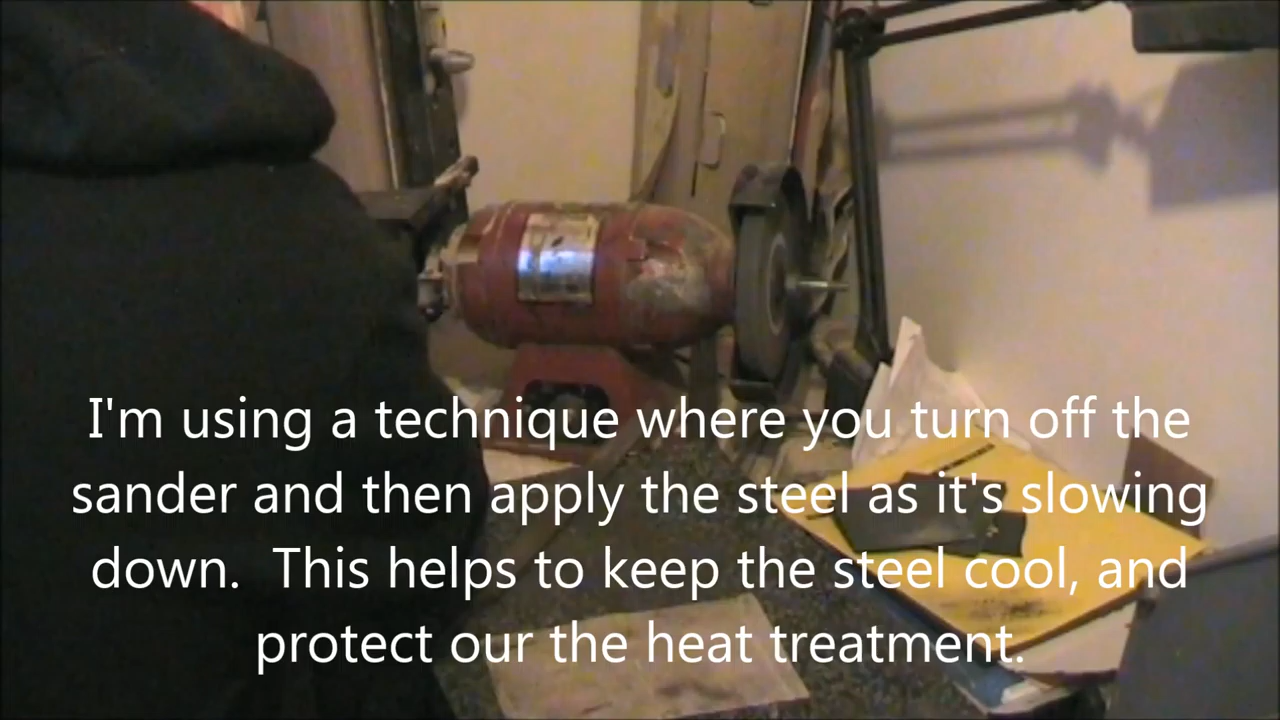 I'm using a technique where you turn off the
sander and then apply the steel as it's slowing
down.  This helps to keep the steel cool, and
protect our the heat treatment.